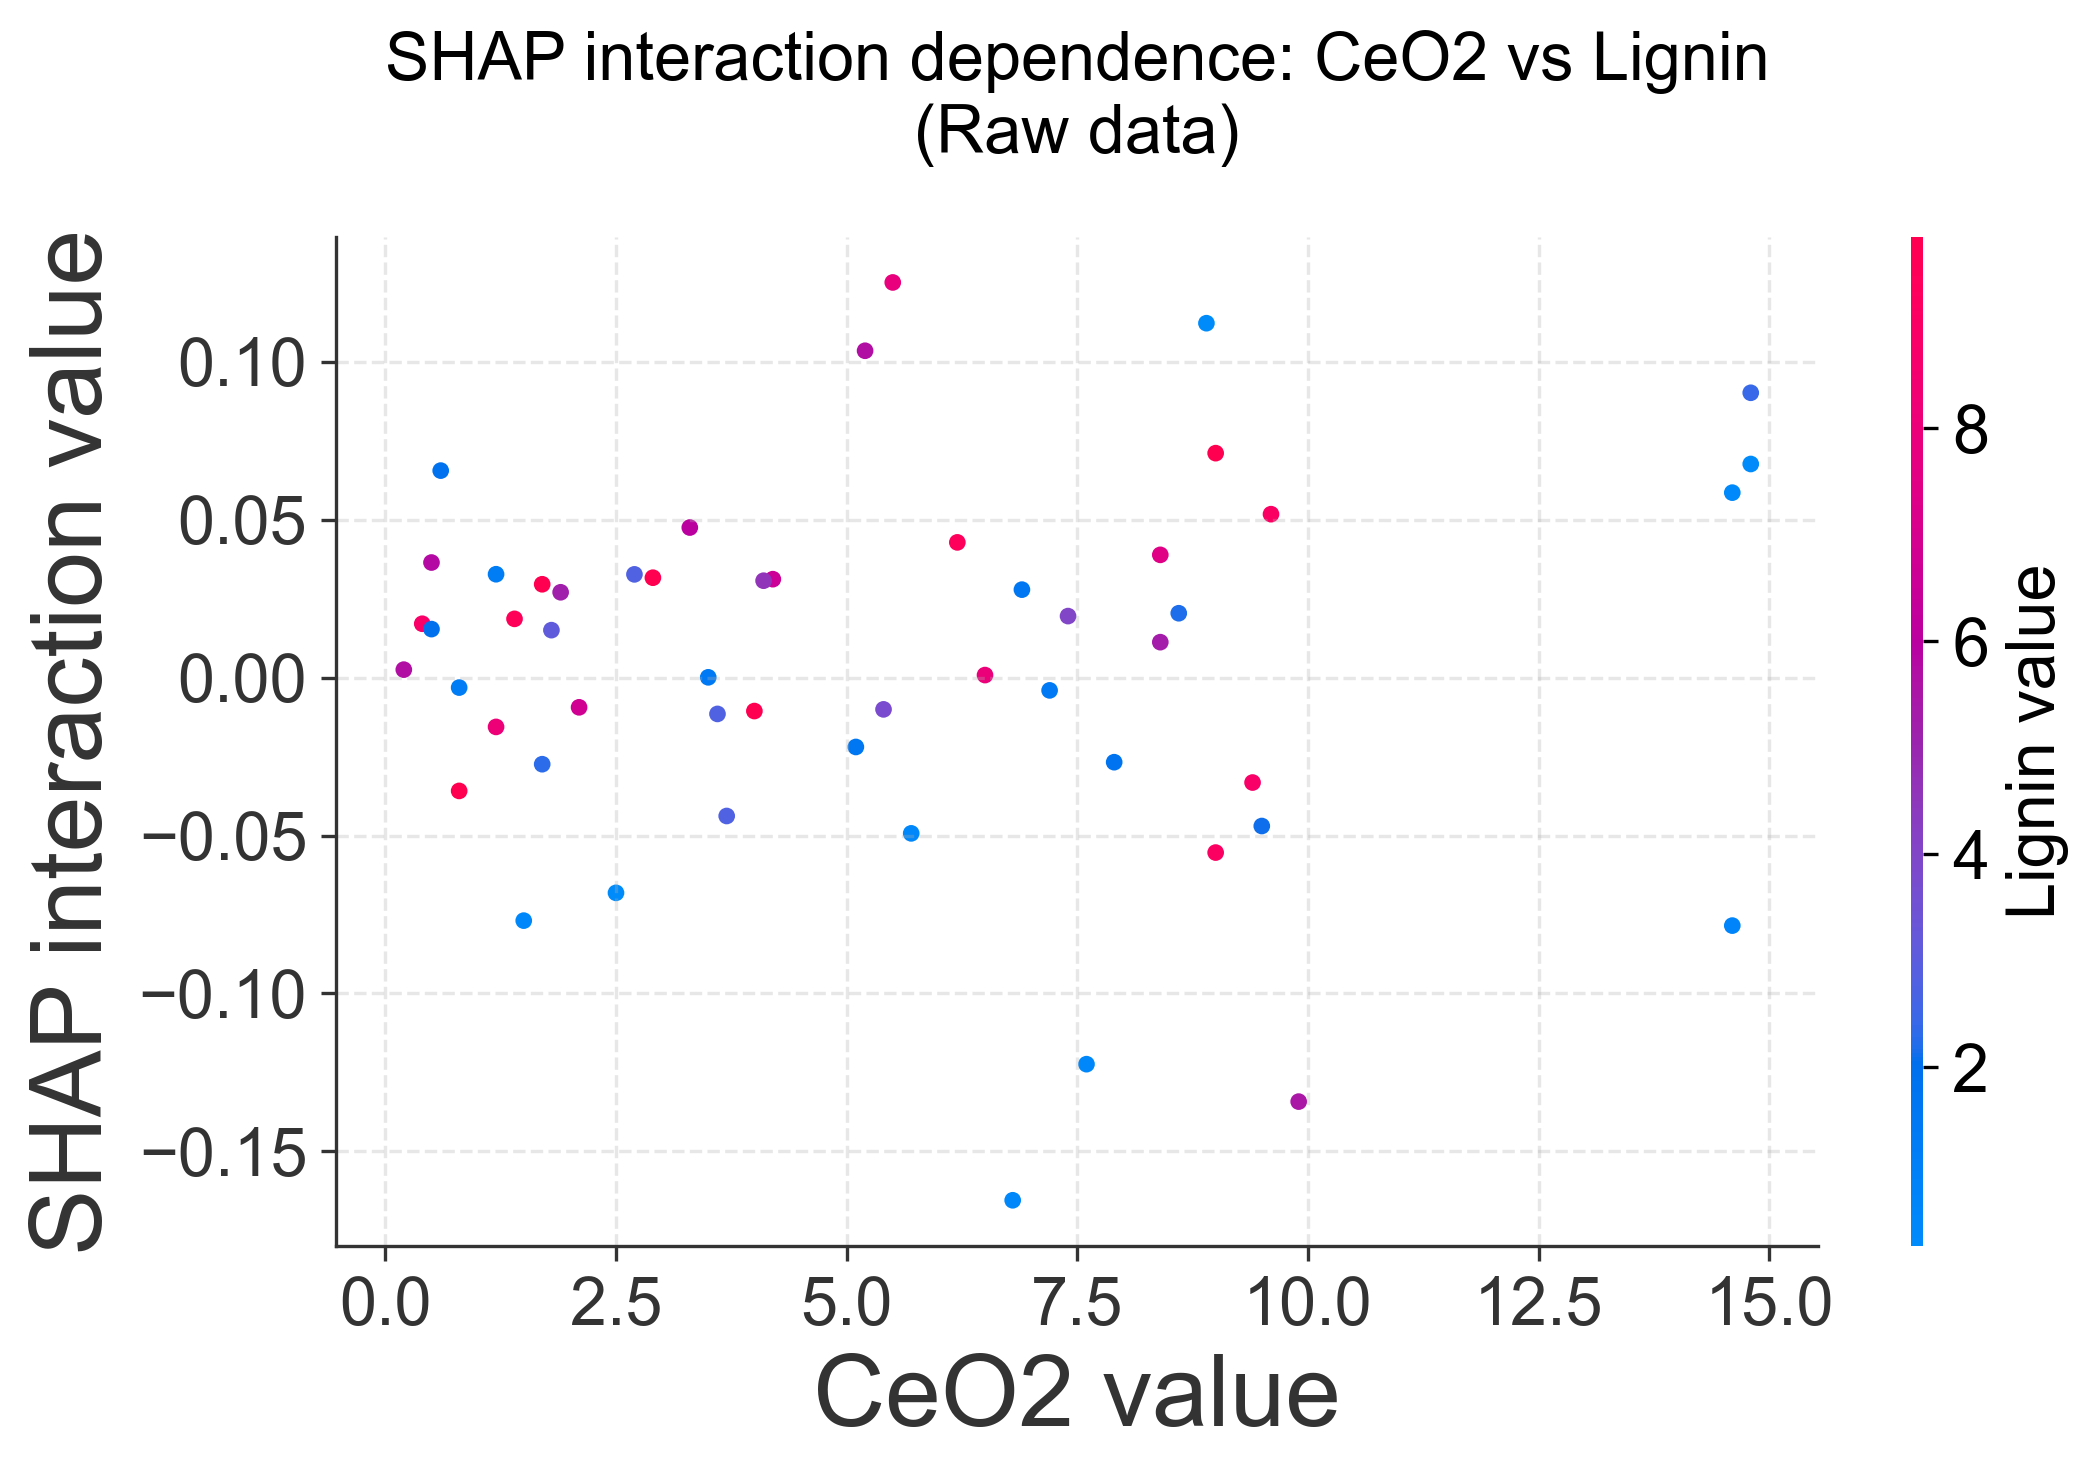 SHAP interaction dependence: CeO2 vs Lignin
(Raw data)
SHAP interaction value
0.10
0.05
0.00
−0.05
−0.10
−0.15
0.0 2.5 5.0 7.5 10.0 12.5 15.0
CeO2 value
8
6
4
2
Lignin value